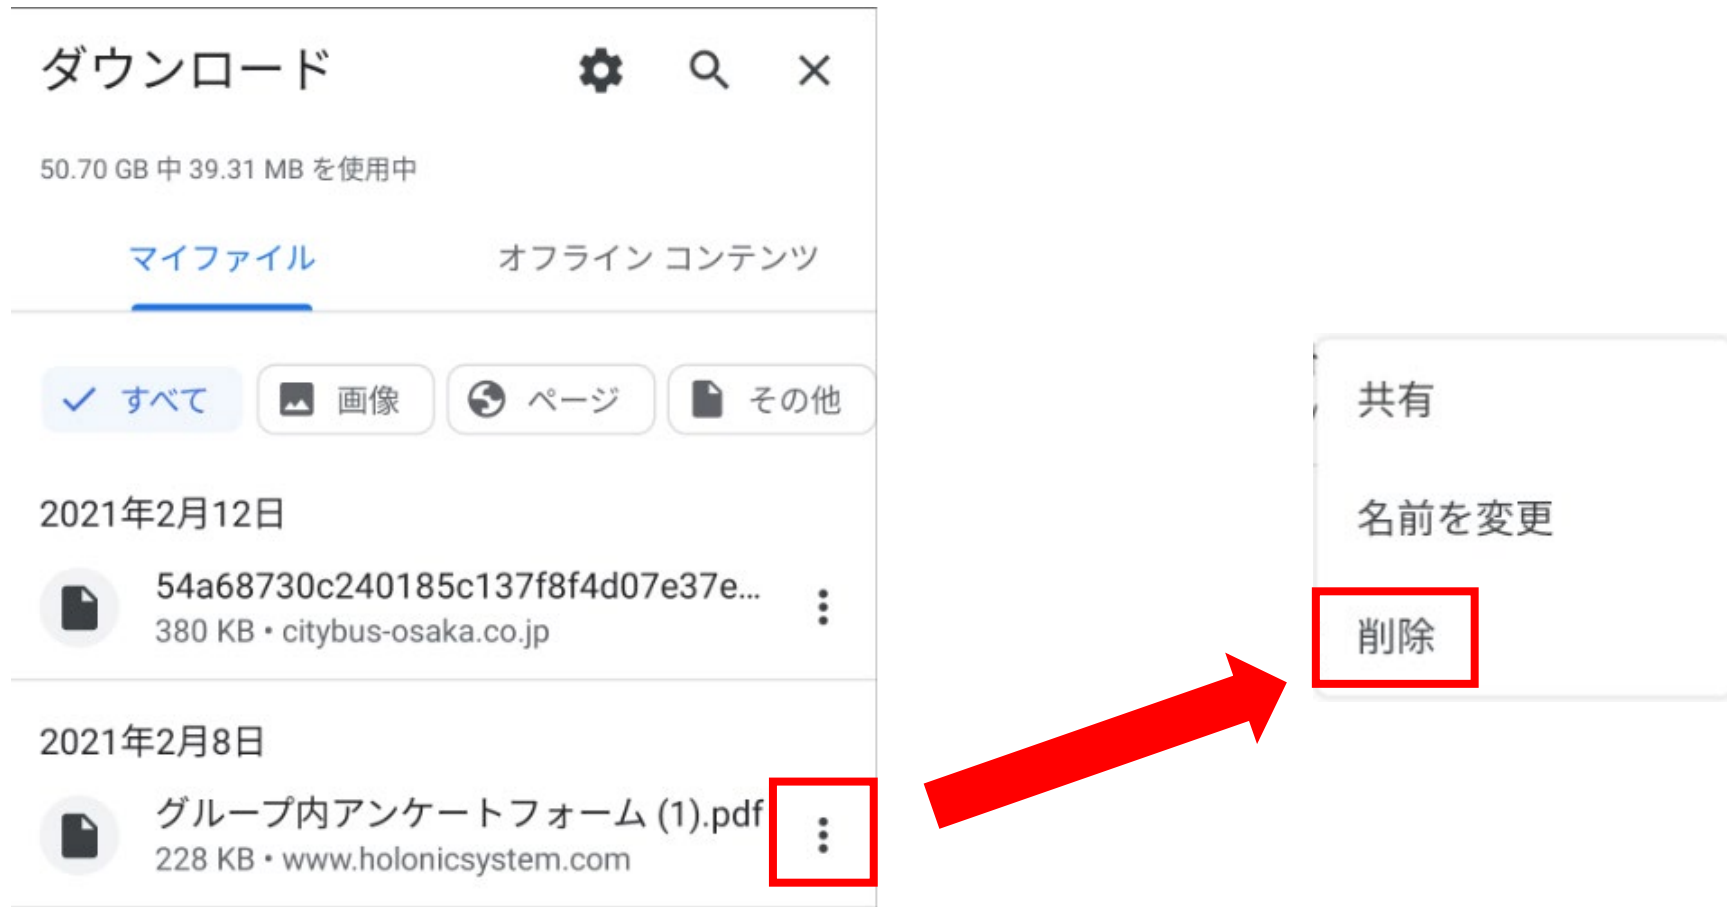 ダウンロード
50.70 GB 中 39.31 MB を使用中
マイファイル オフライン コンテンツ
すべて 画像 ページ その他
2021年2月12日
54a68730c240185c137f8f4d07e37e...
380 KB • citybus-osaka.co.jp
2021年2月8日
グループ内アンケートフォーム (1).pdf
228 KB • www.holonicsystem.com
共有
名前を変更
削除